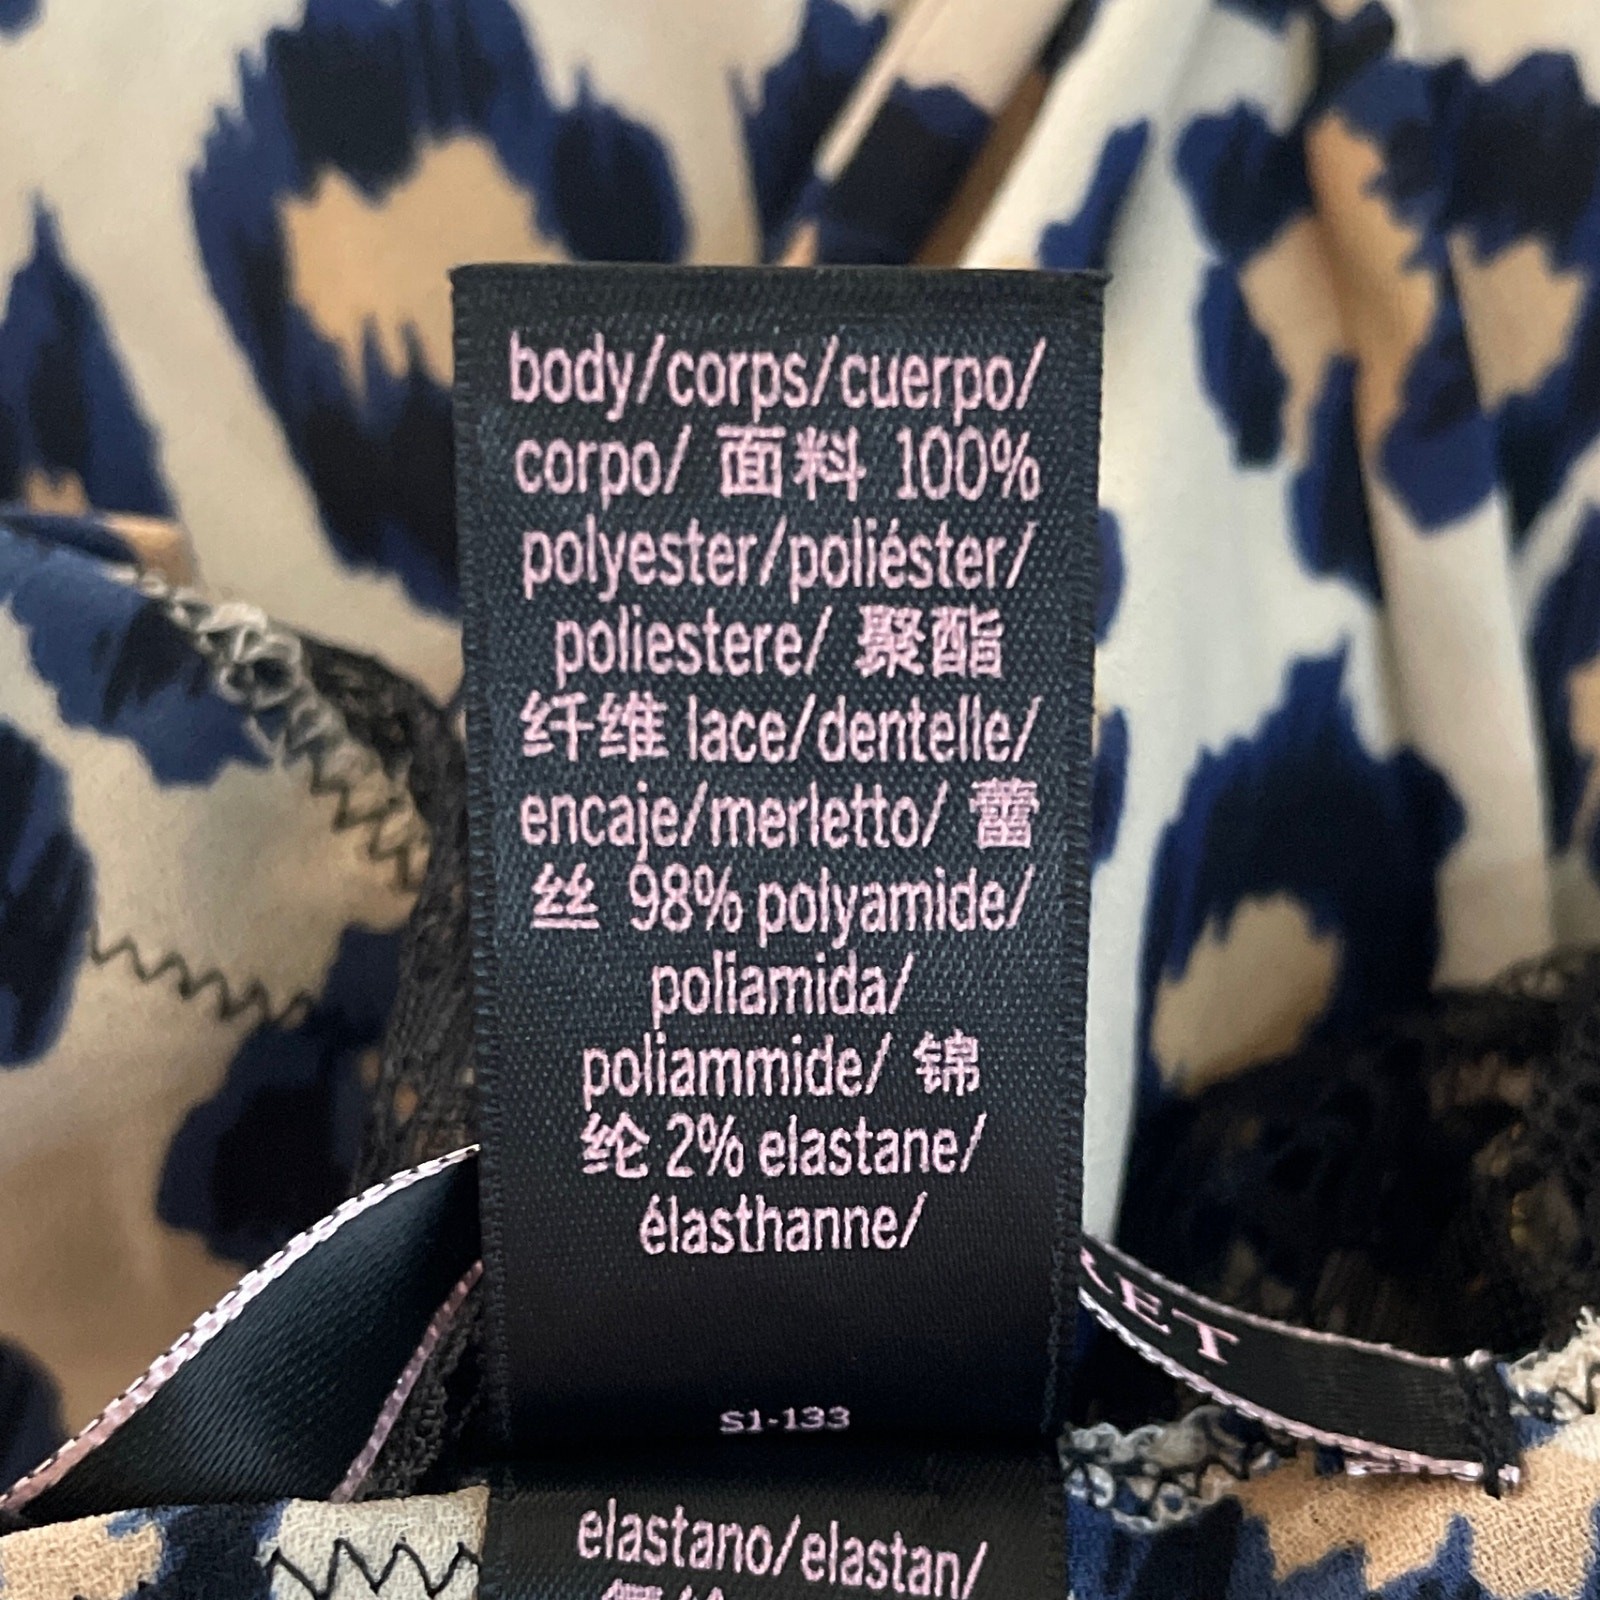 body/corps/cuerpo/
corpo/ 面料 100%
polyester/poliéster/
poliestere/ 聚酯
纤维 lace/dentelle/
encaje/merletto/ 蕾
丝 98% polyamide/
poliamida/
poliammide/ 锦
纶 2% elastane/
élasthanne/
S1-133
elastano/elastan/